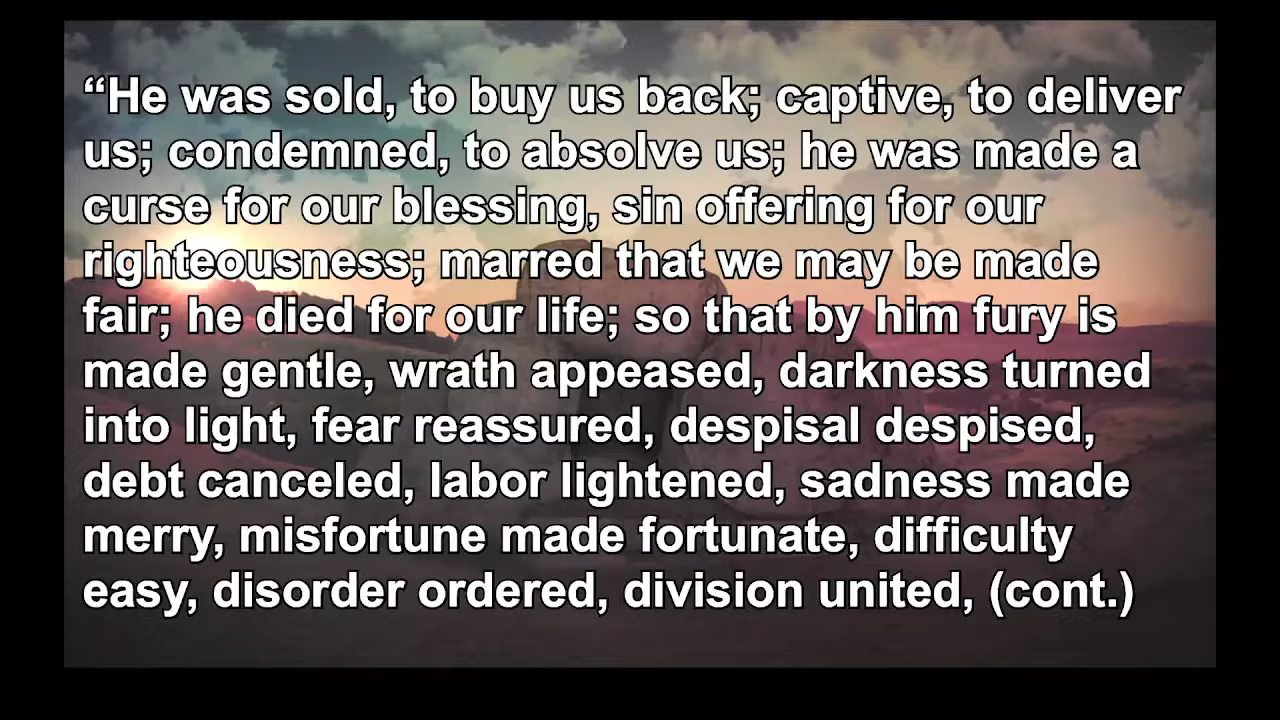 “He was sold, to buy us back; captive, to deliver
us; condemned, to absolve us; he was made a
curse for our blessing, sin offering for our
righteousness; marred that we may be made
fair; he died for our life; so that by him fury is
made gentle, wrath appeased, darkness turned
into light, fear reassured, despisal despised,
debt canceled, labor lightened, sadness made
merry, misfortune made fortunate, difficulty
easy, disorder ordered, division united, (cont.)